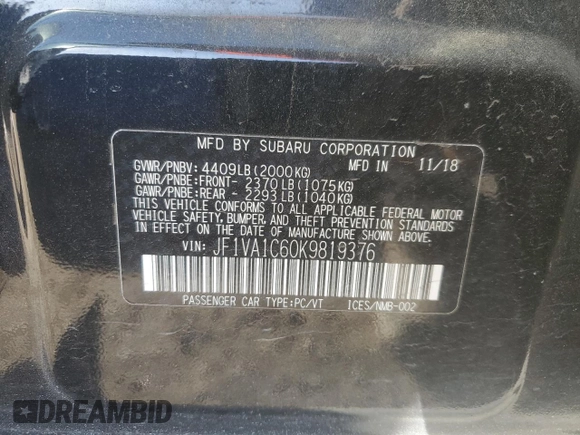 MFD BY SUBARU CORPORATION
GVWR/PNBV: 4409LB(2000KG) MFD IN 11/18
GAWR/PNBE:FRONT- 2370LB(1075KG)
GAWR/PNBE:REAR - 2293LB(1040KG)
THIS VEHICLE CONFORMS TO ALL APPLICABLE FEDERAL MOTOR
VEHICLE SAFETY, BUMPER, AND THEFT PREVENTION STANDARDS
IN EFFECT ON THE DATE OF MANUFACTURE SHOWN ABOVE.
VIN: JF1VA1C60K9819376
PASSENGER CAR TYPE:PC/VT ICES/NMB-002
DREAMBID